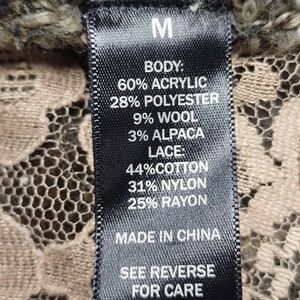 M
BODY:
60% ACRYLIC
28% POLYESTER
9% WOOL
3% ALPACA
LACE:
44%COTTON
31% NYLON
25% RAYON
MADE IN CHINA
SEE REVERSE
FOR CARE